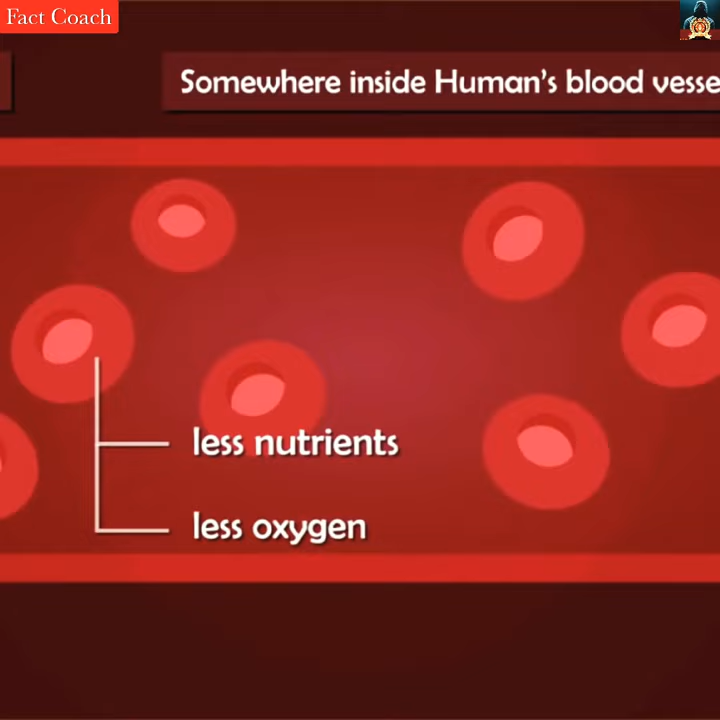 Fact Coach
Somewhere inside Human's blood vesse
less nutrients
less oxygen